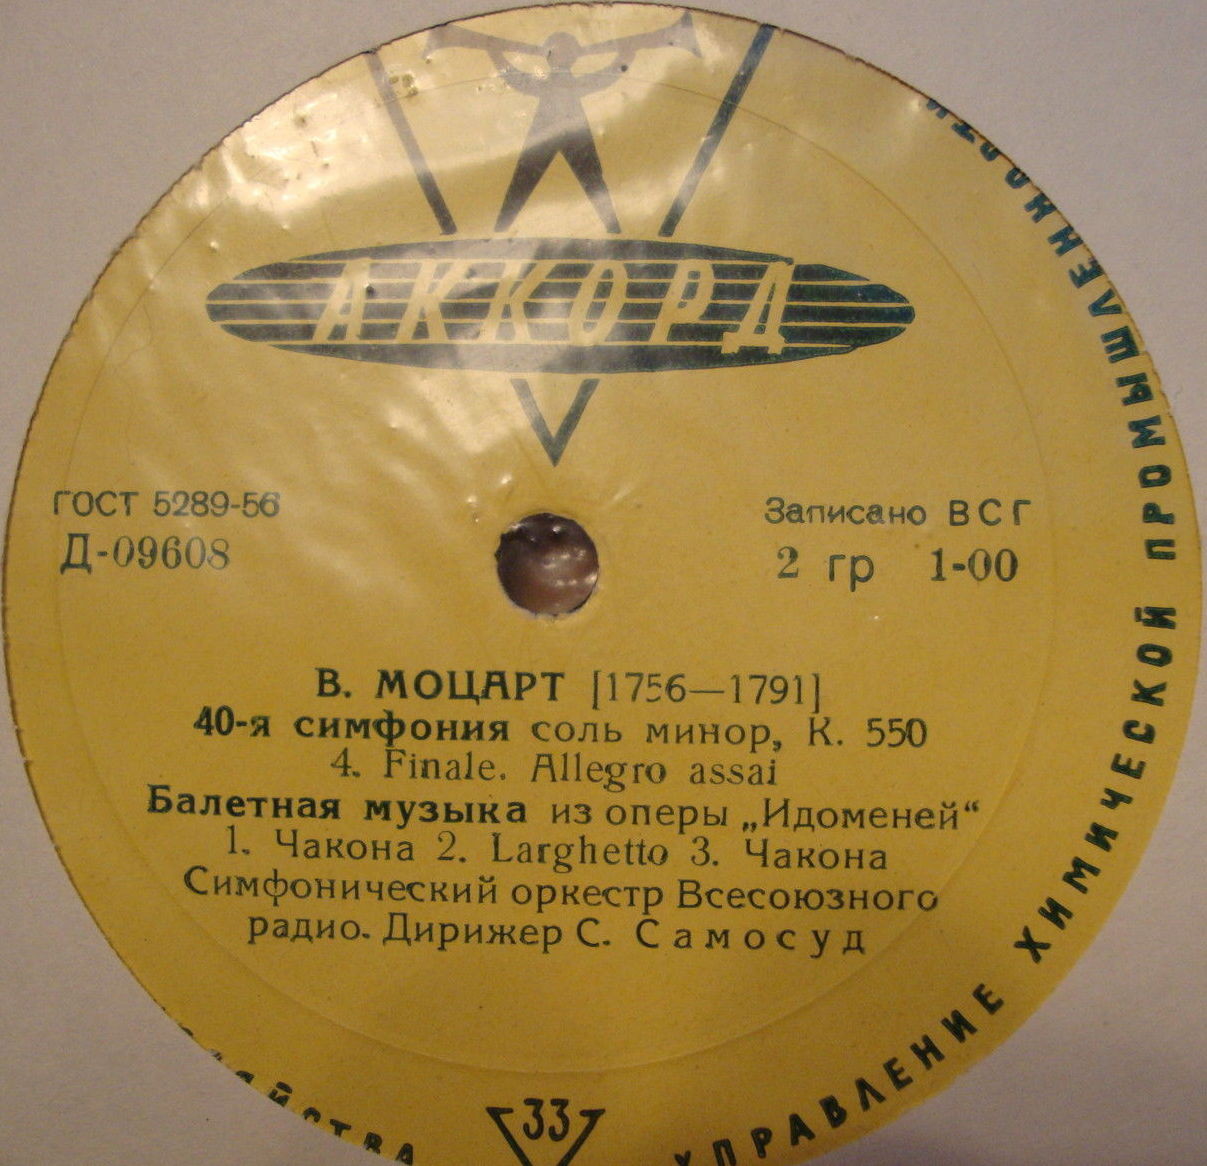 АККОРД
ГОСТ 5289-56
Д-09608
Записано ВСГ
2 гр 1-00
В. МОЦАРТ [1756—1791]
40-я симфония соль минор, К. 550
4. Finale. Allegro assai
Балетная музыка из оперы „Идоменей“
1. Чакона 2. Larghetto 3. Чакона
Симфонический оркестр Всесоюзного
радио. Дирижер С. Самосуд
33
УПРАВЛЕНИЕ ХИМИЧЕСКОЙ ПРОМЫШЛЕННОСТИ